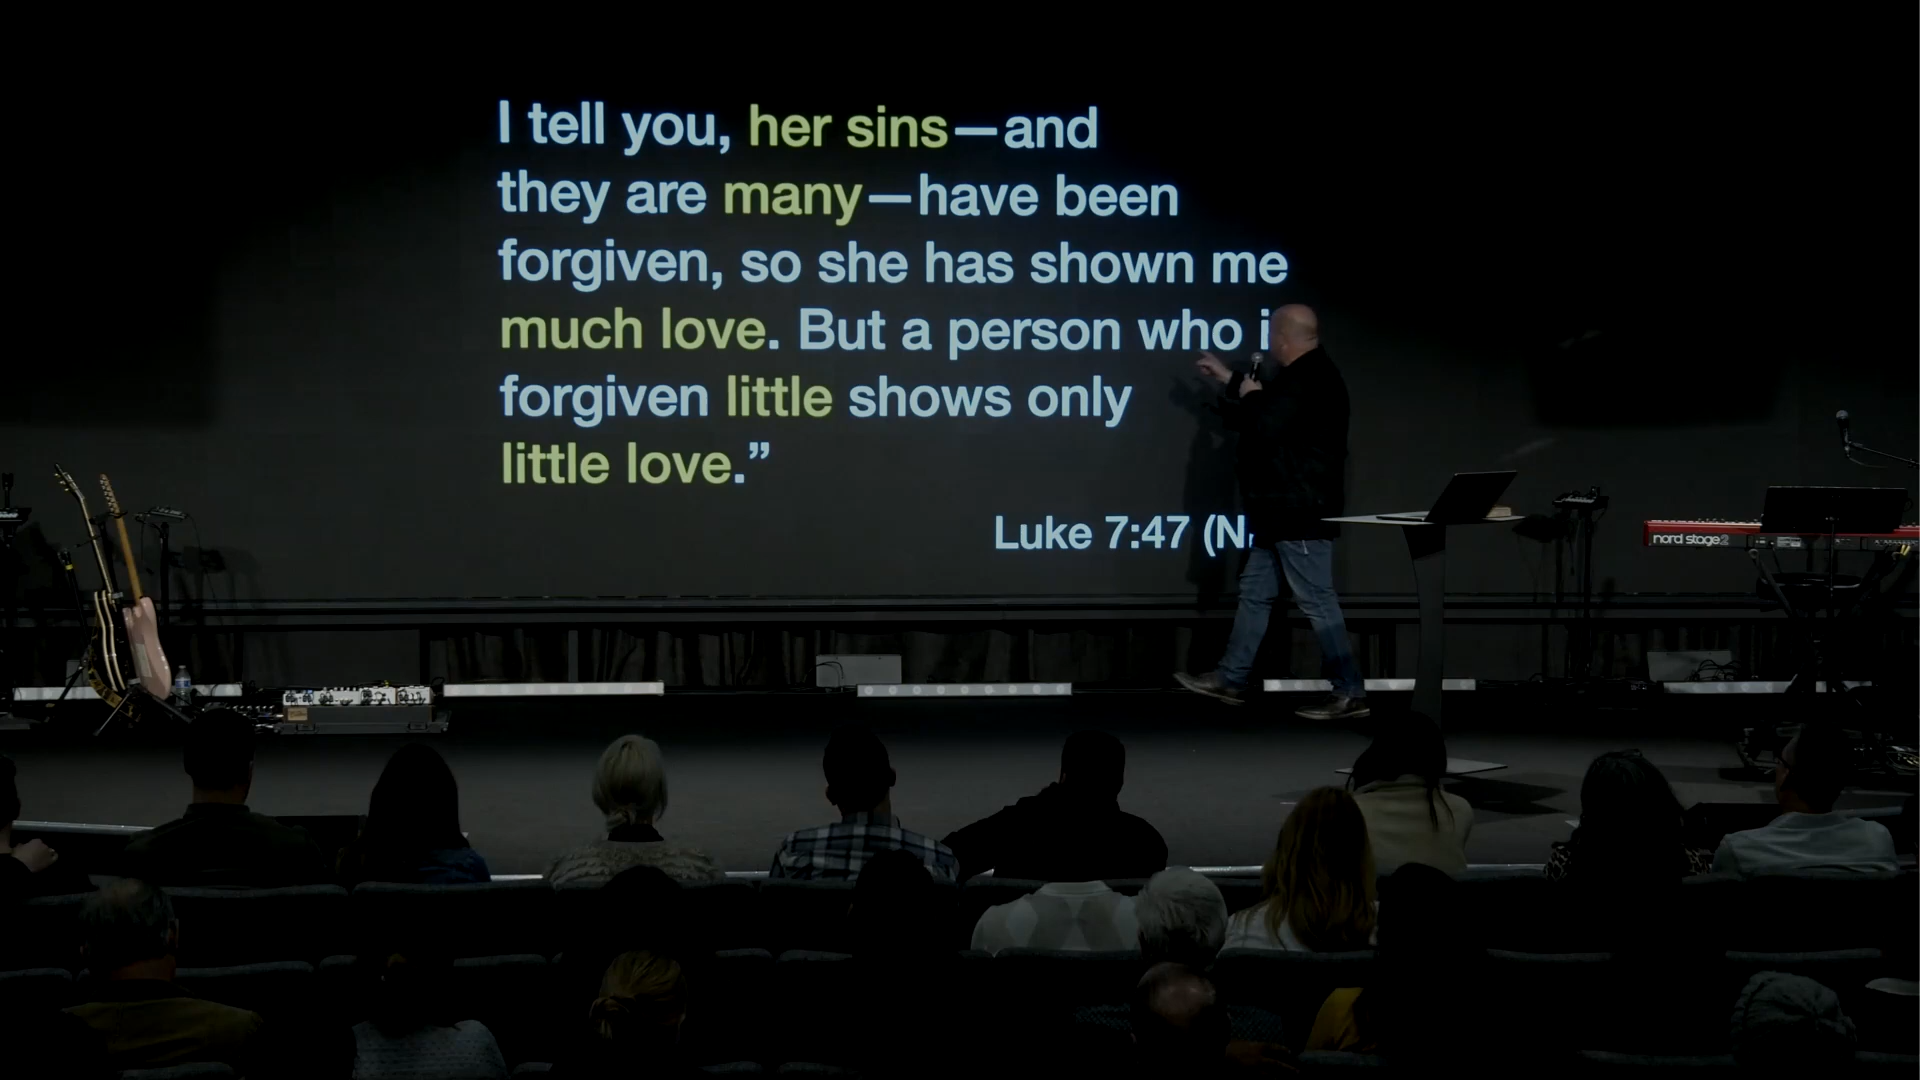 I tell you, her sins—and
they are many—have been
forgiven, so she has shown me
much love. But a person who i
forgiven little shows only
little love.”
Luke 7:47 (N
nord stage 2